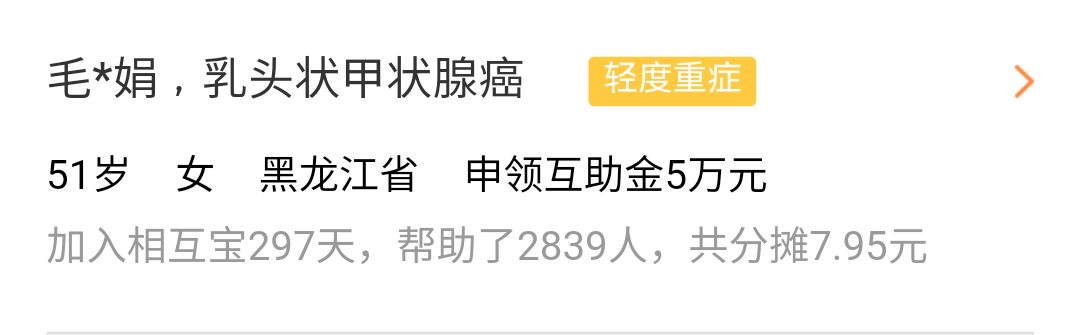 毛*娟，乳头状甲状腺癌 轻度重症
51岁 女 黑龙江省 申领互助金5万元
加入相互宝297天，帮助了2839人，共分摊7.95元